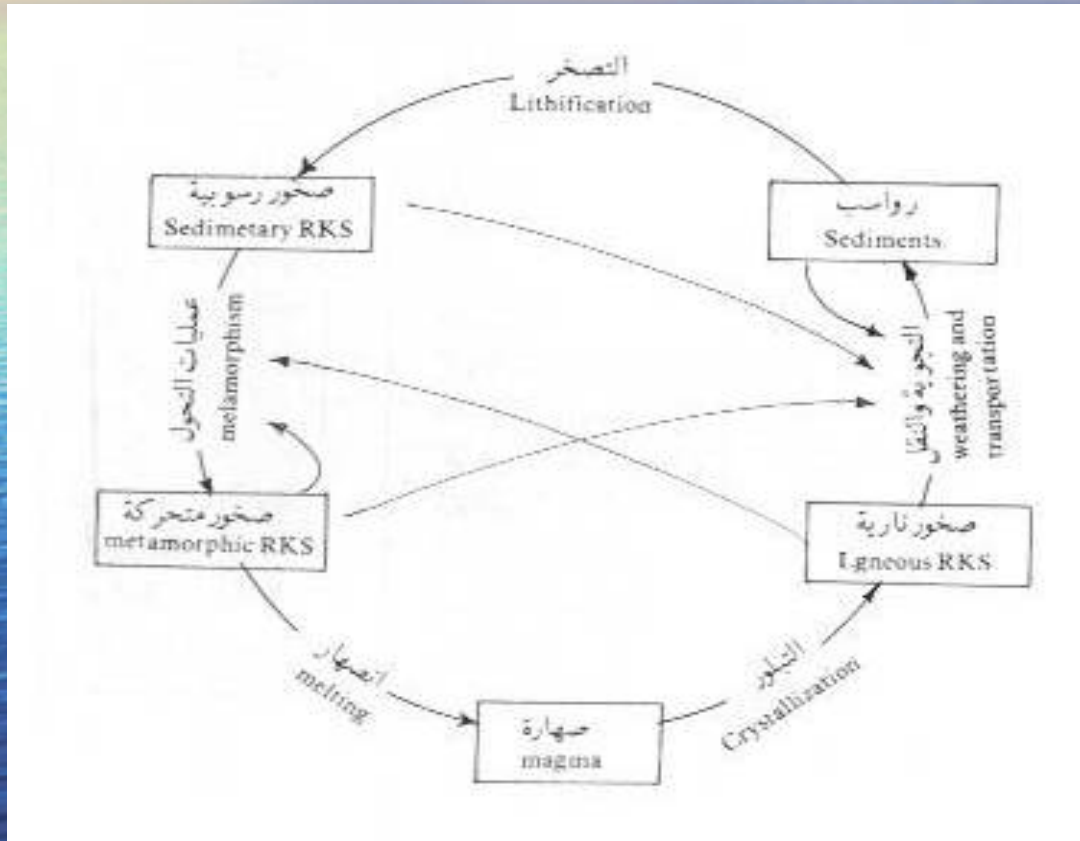 التصخر
Lithification
صخور رسوبية
Sedimetary RKS
رواسب
Sediments
عمليات التحول
metamorphism
التجوية والنقل
weathering and
transportation
صخور متحركة
metamorphic RKS
صخور نارية
I.gneous RKS
انصهار
melting
التبلور
Crystallization
صهارة
magma